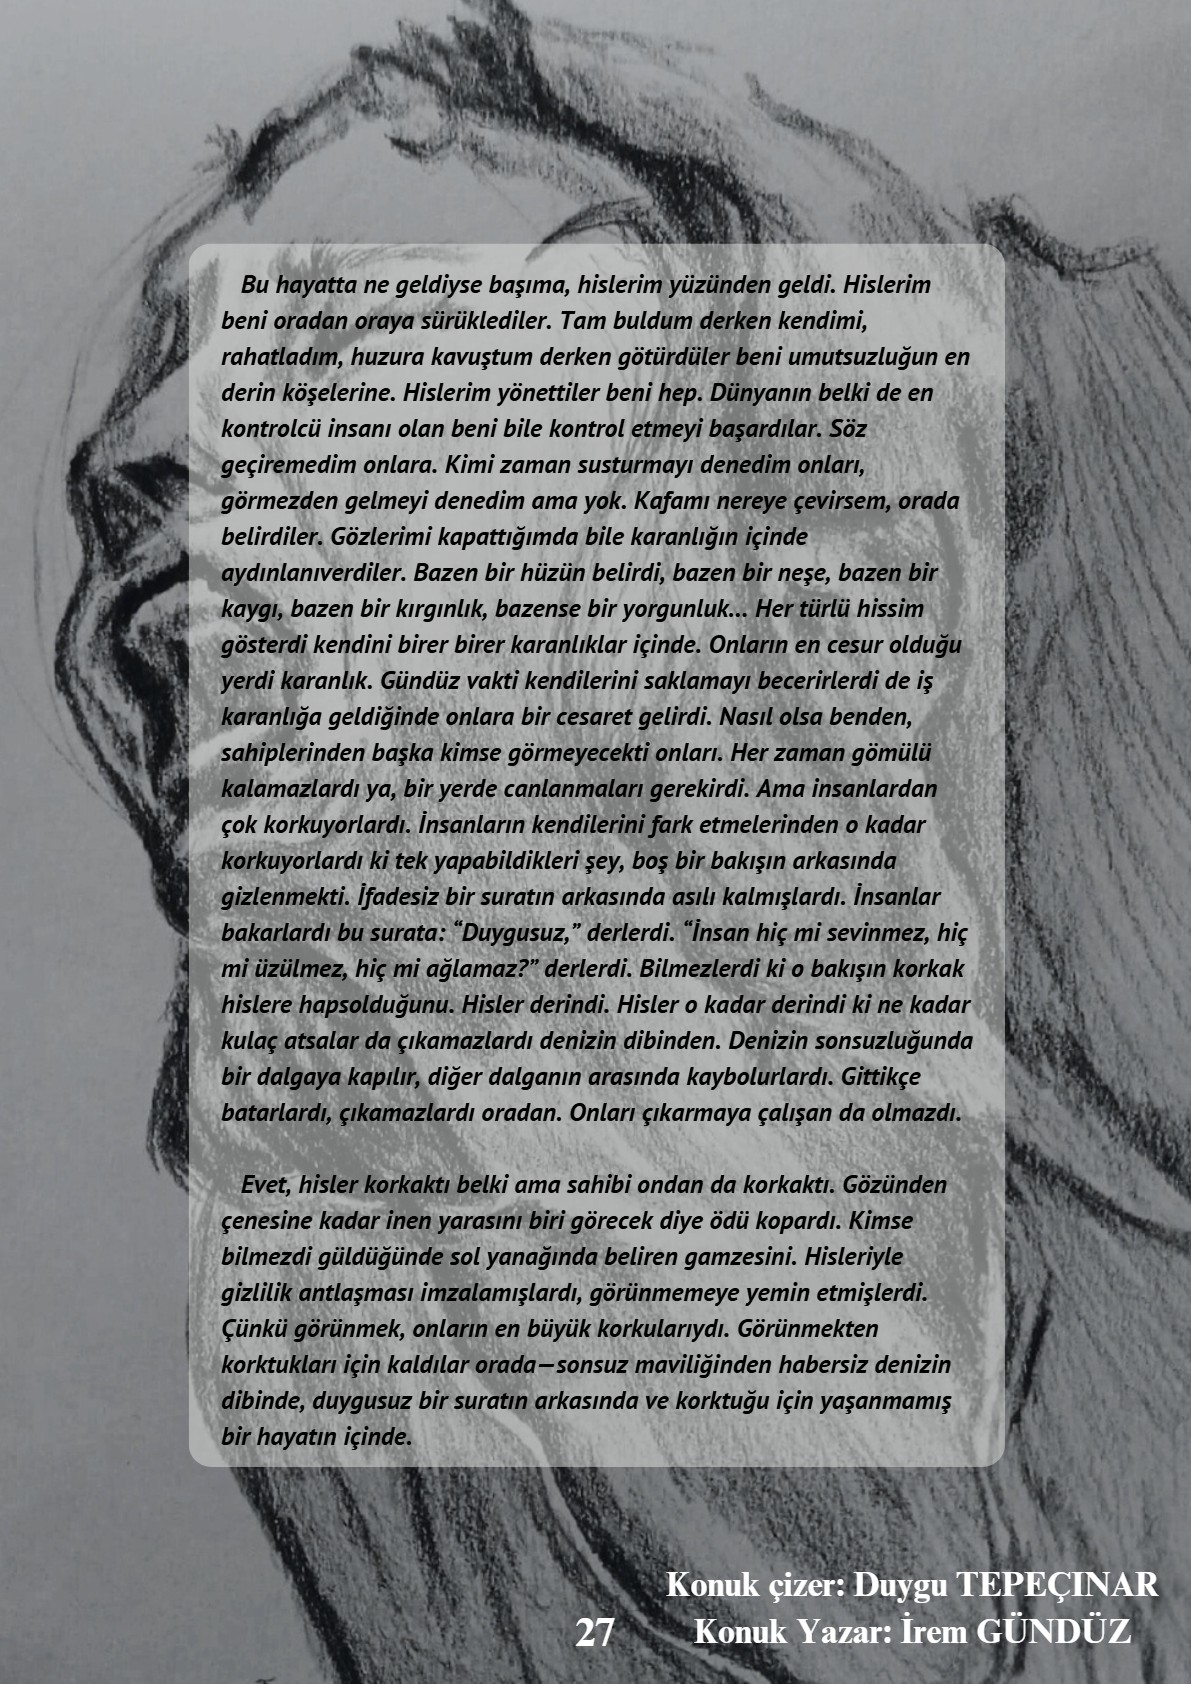 Bu hayatta ne geldiyse başıma, hislerim yüzünden geldi. Hislerim
beni oradan oraya sürüklediler. Tam buldum derken kendimi,
rahatladım, huzura kavuştum derken götürdüler beni umutsuzluğun en
derin köşelerine. Hislerim yönettiler beni hep. Dünyanın belki de en
kontrolcü insanı olan beni bile kontrol etmeyi başardılar. Söz
geçiremedim onlara. Kimi zaman susturmayı denedim onları,
görmezden gelmeyi denedim ama yok. Kafamı nereye çevirsem, orada
belirdiler. Gözlerimi kapattığımda bile karanlığın içinde
aydınlanıverdiler. Bazen bir hüzün belirdi, bazen bir neşe, bazen bir
kaygı, bazen bir kırgınlık, bazense bir yorgunluk... Her türlü hissim
gösterdi kendini birer birer karanlıklar içinde. Onların en cesur olduğu
yerdi karanlık. Gündüz vakti kendilerini saklamayı becerirlerdi de iş
karanlığa geldiğinde onlara bir cesaret gelirdi. Nasıl olsa benden,
sahiplerinden başka kimse görmeyecekti onları. Her zaman gömülü
kalamazlardı ya, bir yerde canlanmaları gerekirdi. Ama insanlardan
çok korkuyorlardı. İnsanların kendilerini fark etmelerinden o kadar
korkuyorlardı ki tek yapabildikleri şey, boş bir bakışın arkasında
gizlenmekti. İfadesiz bir suratın arkasında asılı kalmışlardı. İnsanlar
bakarlardı bu surata: “Duygusuz,” derlerdi. “İnsan hiç mi sevinmez, hiç
mi üzülmez, hiç mi ağlamaz?” derlerdi. Bilmezlerdi ki o bakışın korkak
hislere hapsolduğunu. Hisler derindi. Hisler o kadar derindi ki ne kadar
kulaç atsalar da çıkamazlardı denizin dibinden. Denizin sonsuzluğunda
bir dalgaya kapılır, diğer dalganın arasında kaybolurlardı. Gittikçe
batarlardı, çıkamazlardı oradan. Onları çıkarmaya çalışan da olmazdı.
Evet, hisler korkaktı belki ama sahibi ondan da korkaktı. Gözünden
çenesine kadar inen yarasını biri görecek diye ödü kopardı. Kimse
bilmezdi güldüğünde sol yanağında beliren gamzesini. Hisleriyle
gizlilik antlaşması imzalamışlardı, görünmemeye yemin etmişlerdi.
Çünkü görünmek, onların en büyük korkularıydı. Görünmekten
korktukları için kaldılar orada—sonsuz maviliğinden habersiz denizin
dibinde, duygusuz bir suratın arkasında ve korktuğu için yaşanmamış
bir hayatın içinde.
Konuk çizer: Duygu TEPEÇINAR
Konuk Yazar: İrem GÜNDÜZ
27